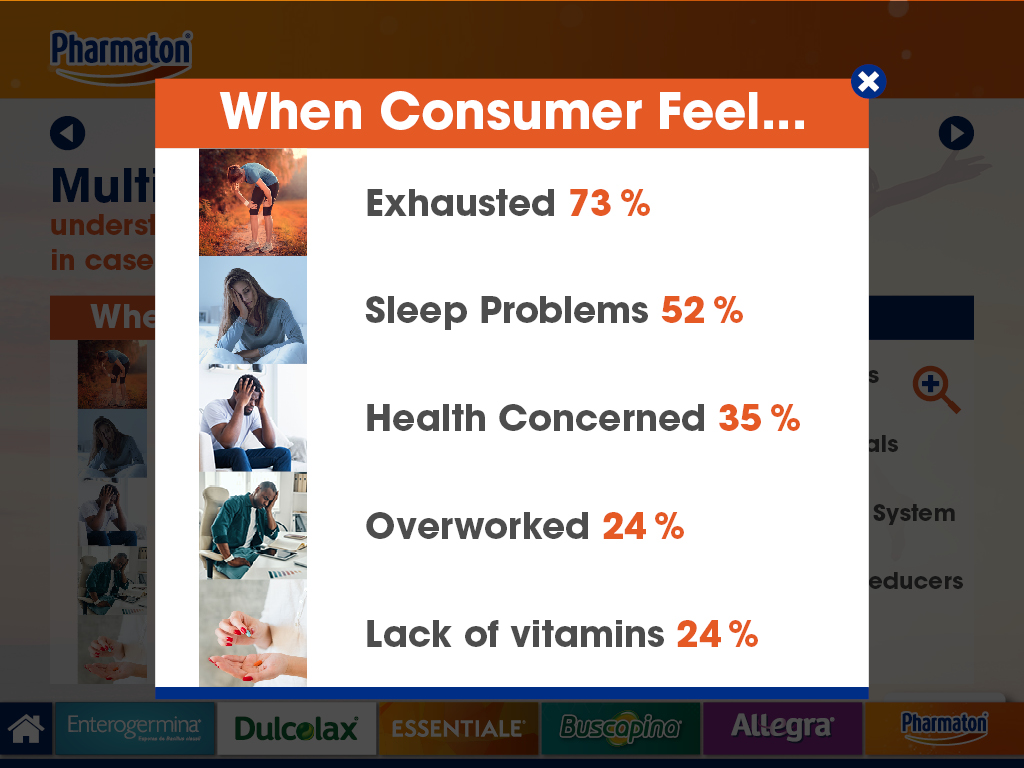 Pharmaton®
When Consumer Feel...
Multi
underst
in case
Whe
Exhausted 73 %
Sleep Problems 52 %
Health Concerned 35 %
Overworked 24 %
Lack of vitamins 24 %
s
als
System
educers
Enterogermina®
Dulcolax®
ESSENTIALE®
Buscopina®
Allegra®
Pharmaton®